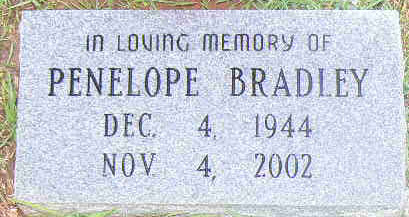 IN LOVING MEMORY OF
PENELOPE BRADLEY
DEC. 4, 1944
NOV. 4, 2002